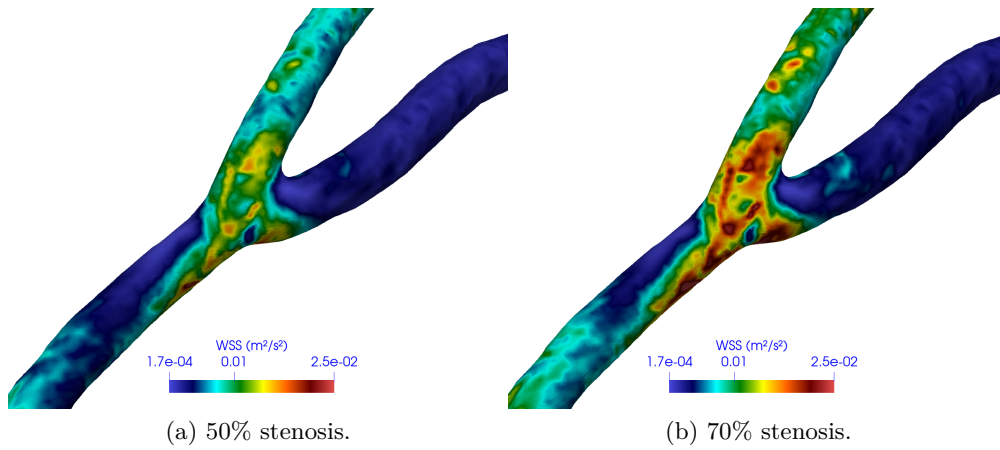 WSS (m²/s²)
1.7e-04 0.01 2.5e-02
(a) 50% stenosis.
WSS (m²/s²)
1.7e-04 0.01 2.5e-02
(b) 70% stenosis.